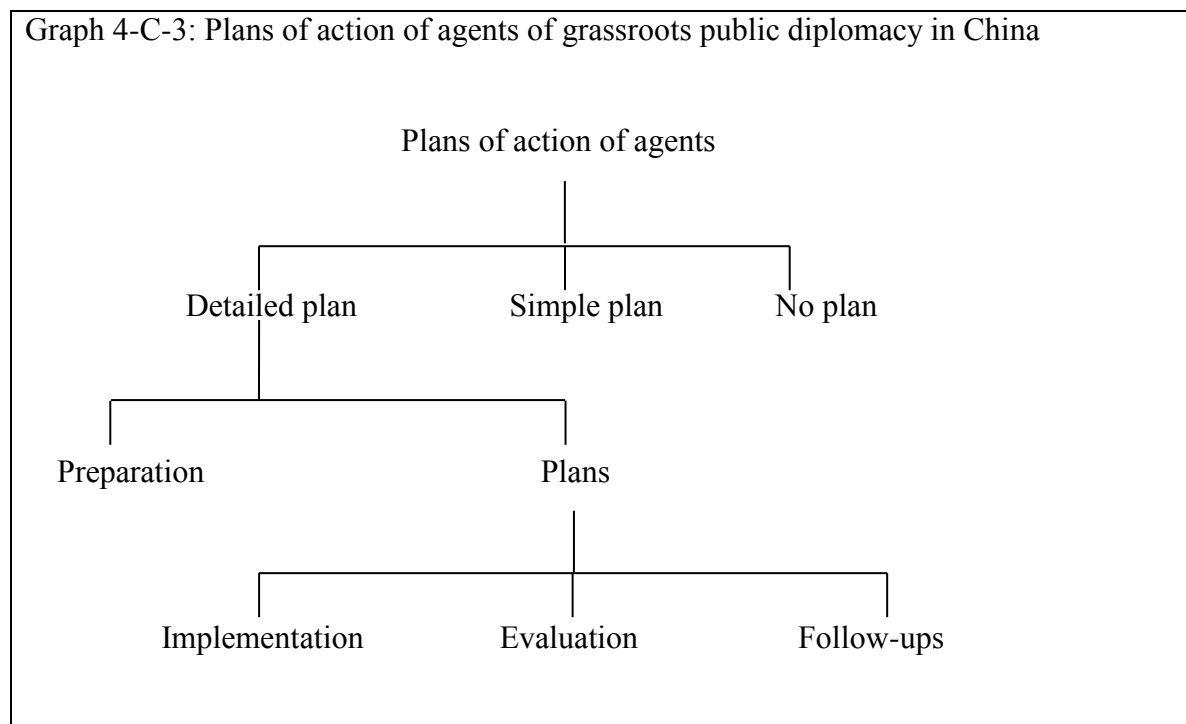 Graph 4-C-3: Plans of action of agents of grassroots public diplomacy in China
Plans of action of agents
Detailed plan Simple plan No plan
Preparation Plans
Implementation Evaluation Follow-ups